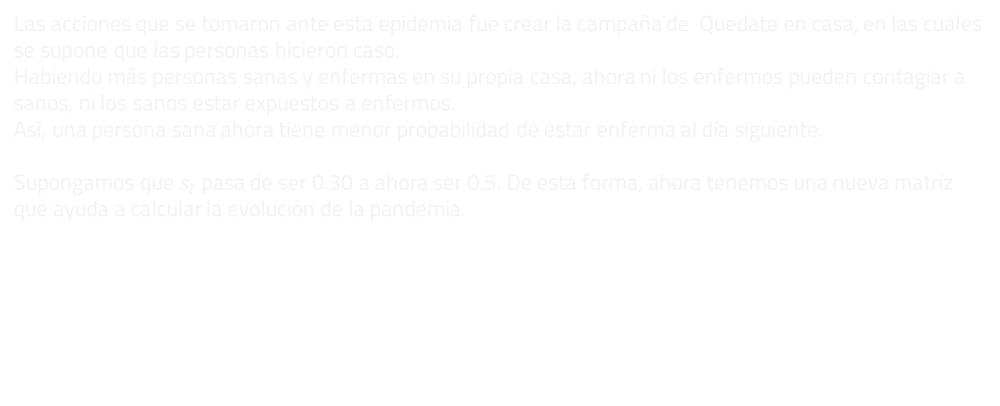 Las acciones que se tomaron ante esta epidemia fue crear la campaña de Quedate en casa, en las cuales
se supone que las personas hicieron caso.
Habiendo más personas sanas y enfermas en su propia casa, ahora ni los enfermos pueden contagiar a
sanos, ni los sanos estar expuestos a enfermos.
Así, una persona sana ahora tiene menor probabilidad de estar enferma al día siguiente.
Supongamos que s_t pasa de ser 0.30 a ahora ser 0.5. De esta forma, ahora tenemos una nueva matriz
que ayuda a calcular la evolución de la pandemia.